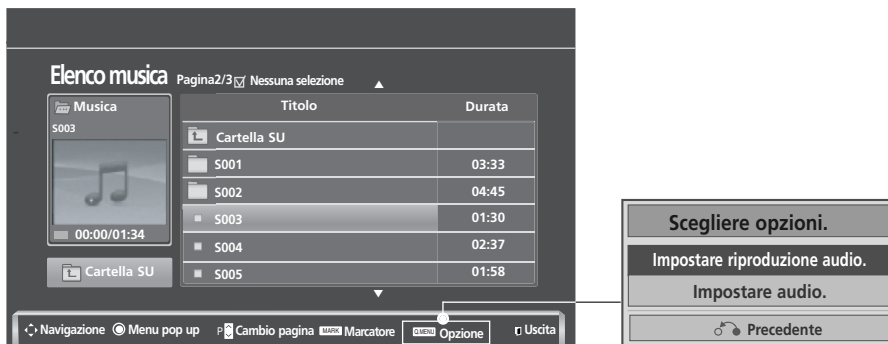 Elenco musica Pagina2/3 Nessuna selezione
Musica
S003
00:00/01:34
Cartella SU
Titolo Durata
Cartella SU
S001 03:33
S002 04:45
S003 01:30
S004 02:37
S005 01:58
Navigazione Menu pop up P Cambio pagina MARK Marcatore Q.MENU Opzione Uscita
Scegliere opzioni.
Impostare riproduzione audio.
Impostare audio.
Precedente